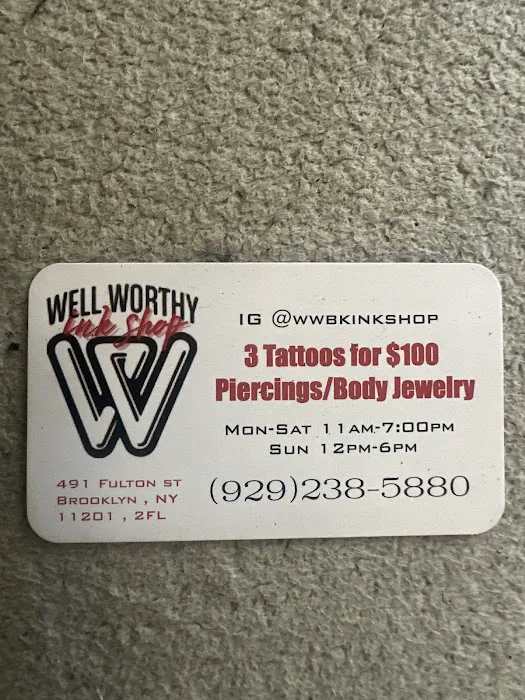 WELL WORTHY
ink shop
W
491 FULTON ST
BROOKLYN , NY
11201 , 2FL
IG @WWBKINKSHOP
3 Tattoos for $100
Piercings/Body Jewelry
MON-SAT 11AM-7:00PM
SUN 12PM-6PM
(929)238-5880